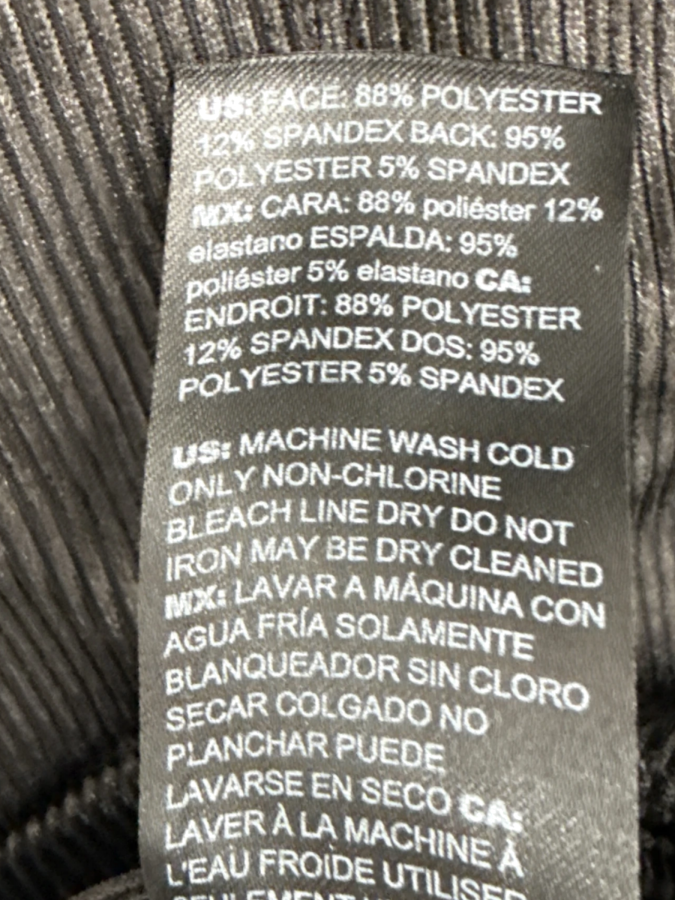 US: FACE: 88% POLYESTER
12% SPANDEX BACK: 95%
POLYESTER 5% SPANDEX
MX: CARA: 88% poliéster 12%
elastano ESPALDA: 95%
poliéster 5% elastano CA:
ENDROIT: 88% POLYESTER
12% SPANDEX DOS: 95%
POLYESTER 5% SPANDEX
US: MACHINE WASH COLD
ONLY NON-CHLORINE
BLEACH LINE DRY DO NOT
IRON MAY BE DRY CLEANED
MX: LAVAR A MÁQUINA CON
AGUA FRÍA SOLAMENTE
BLANQUEADOR SIN CLORO
SECAR COLGADO NO
PLANCHAR PUEDE
LAVARSE EN SECO CA:
LAVER À LA MACHINE À
L'EAU FROIDE UTILISER